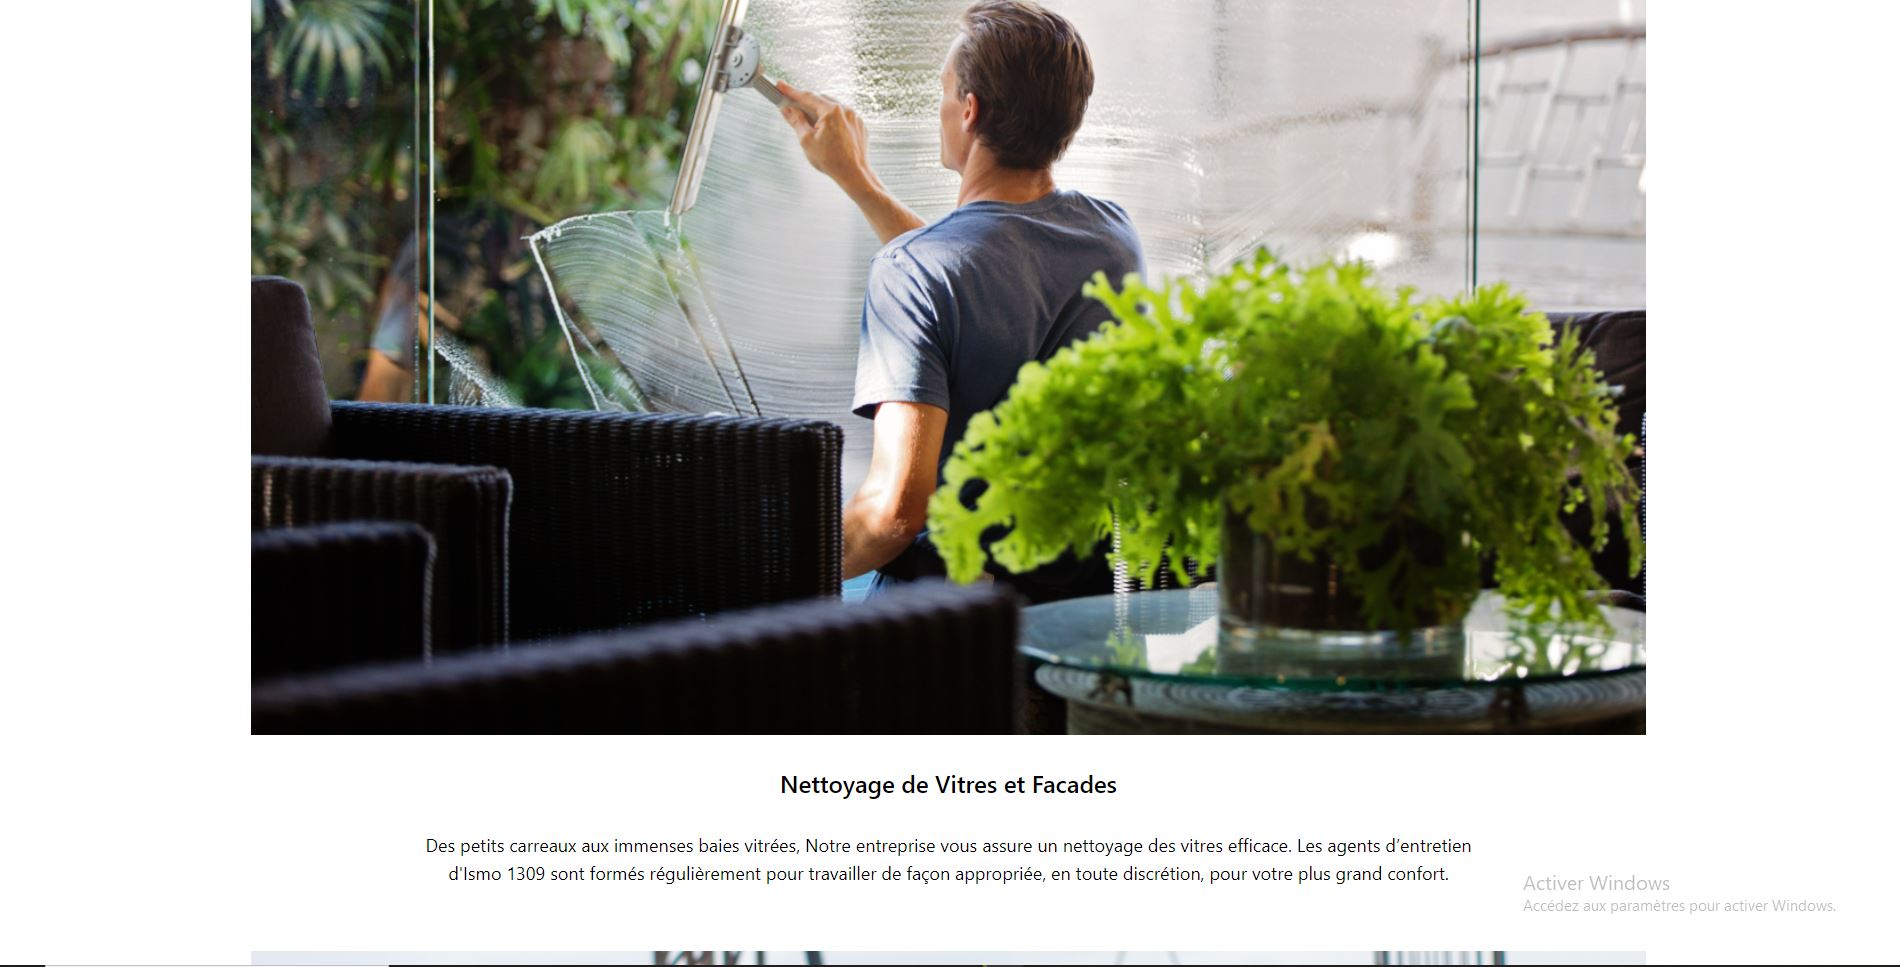 Nettoyage de Vitres et Facades
Des petits carreaux aux immenses baies vitrées, Notre entreprise vous assure un nettoyage des vitres efficace. Les agents d’entretien
d'Ismo 1309 sont formés régulièrement pour travailler de façon appropriée, en toute discrétion, pour votre plus grand confort.
Activer Windows
Accédez aux paramètres pour activer Windows.